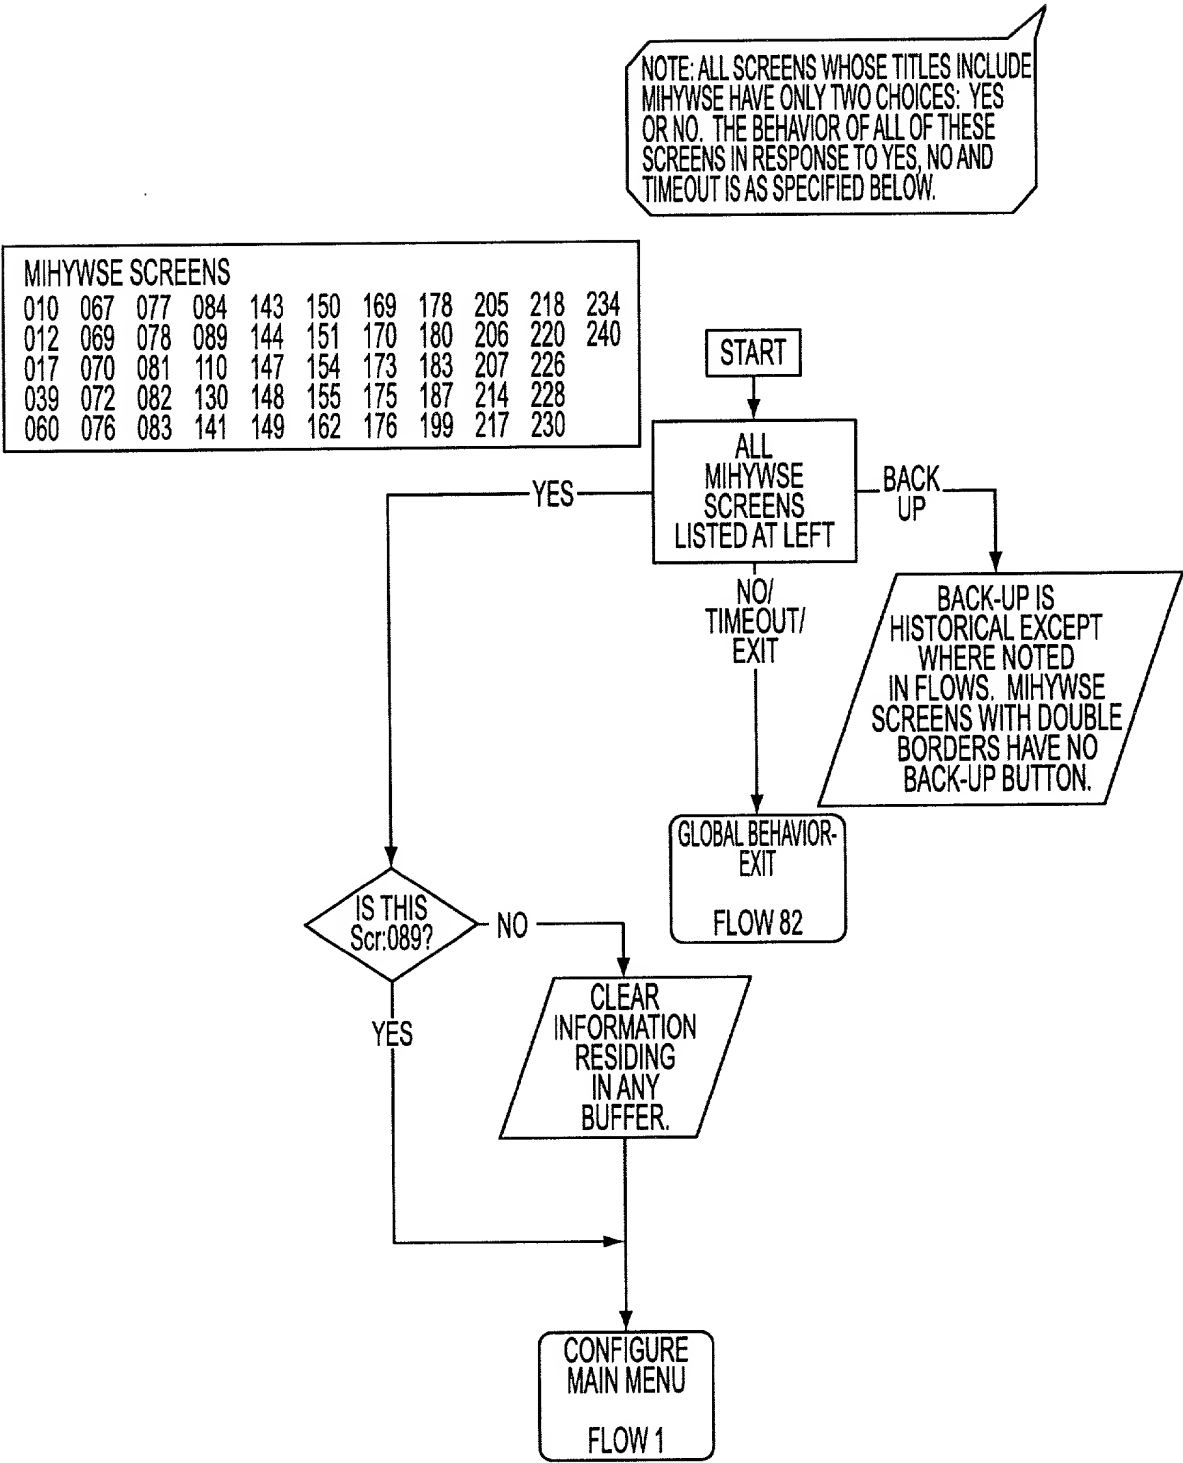 NOTE: ALL SCREENS WHOSE TITLES INCLUDE
MIHYWSE HAVE ONLY TWO CHOICES: YES
OR NO. THE BEHAVIOR OF ALL OF THESE
SCREENS IN RESPONSE TO YES, NO AND
TIMEOUT IS AS SPECIFIED BELOW.
MIHYWSE SCREENS
010 067 077 084 143 150 169 178 205 218 234
012 069 078 089 144 151 170 180 206 220 240
017 070 081 110 147 154 173 183 207 226
039 072 082 130 148 155 175 187 214 228
060 076 083 141 149 162 176 199 217 230
START
ALL
MIHYWSE
SCREENS
LISTED AT LEFT
YES
BACK
UP
NO/
TIMEOUT/
EXIT
BACK-UP IS
HISTORICAL EXCEPT
WHERE NOTED
IN FLOWS. MIHYWSE
SCREENS WITH DOUBLE
BORDERS HAVE NO
BACK-UP BUTTON.
GLOBAL BEHAVIOR-
EXIT
FLOW 82
IS THIS
Scr:089?
NO
YES
CLEAR
INFORMATION
RESIDING
IN ANY
BUFFER.
CONFIGURE
MAIN MENU
FLOW 1